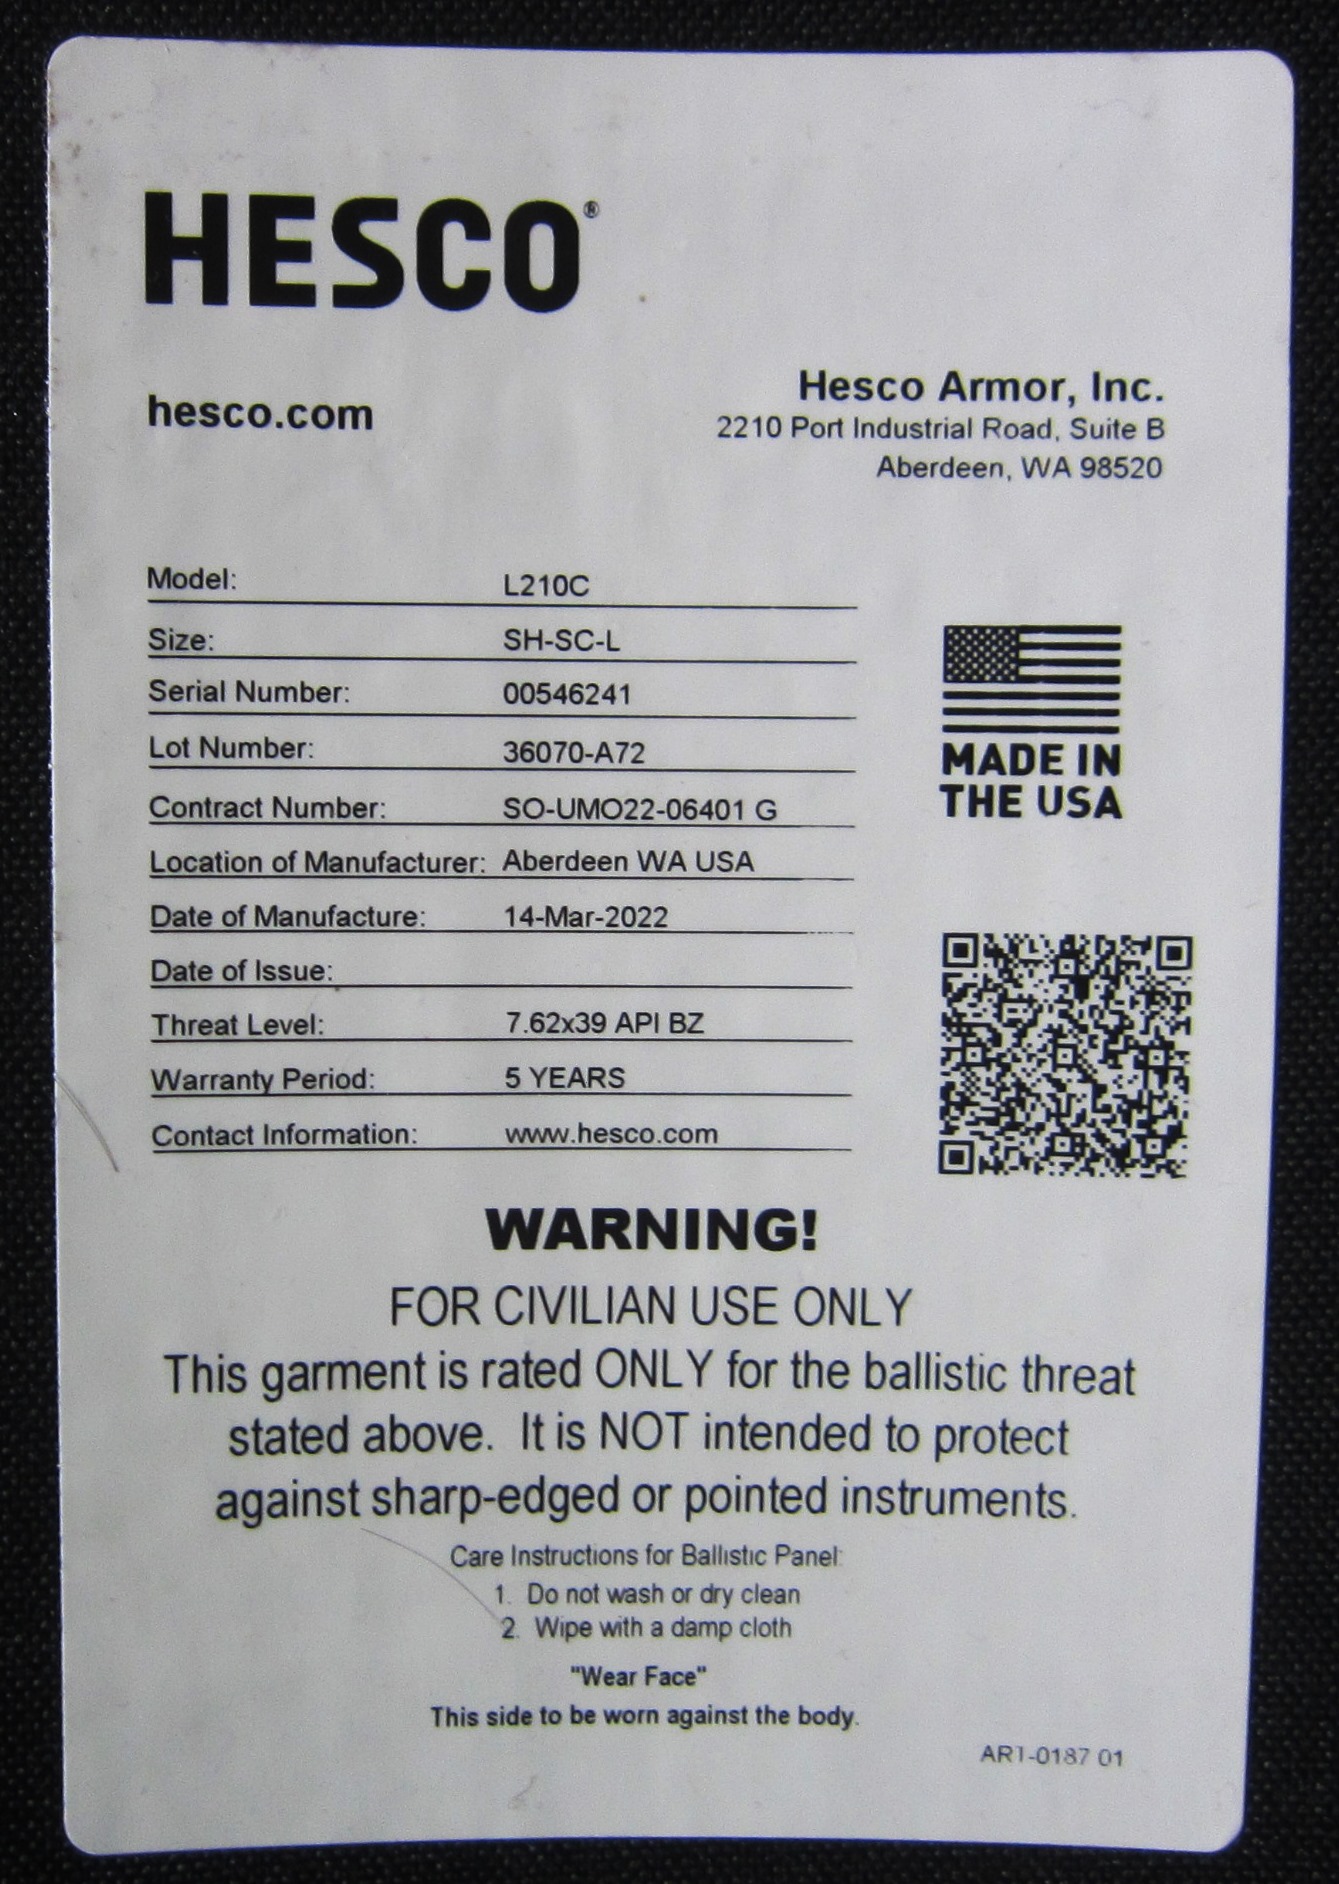 HESCO®
hesco.com
Hesco Armor, Inc.
2210 Port Industrial Road, Suite B
Aberdeen, WA 98520
Model: L210C
Size: SH-SC-L
Serial Number: 00546241
Lot Number: 36070-A72
Contract Number: SO-UMO22-06401 G
Location of Manufacturer: Aberdeen WA USA
Date of Manufacture: 14-Mar-2022
Date of Issue:
Threat Level: 7.62x39 API BZ
Warranty Period: 5 YEARS
Contact Information: www.hesco.com
MADE IN
THE USA
WARNING!
FOR CIVILIAN USE ONLY
This garment is rated ONLY for the ballistic threat
stated above. It is NOT intended to protect
against sharp-edged or pointed instruments.
Care Instructions for Ballistic Panel:
1. Do not wash or dry clean
2. Wipe with a damp cloth
"Wear Face"
This side to be worn against the body.
ART-0187 01